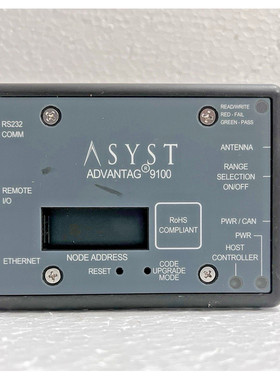 READ/WRITE
RED - FAIL
GREEN - PASS
RS232
COMM
ASYST
ADVANTAG® 9100
ANTENNA
RANGE
SELECTION
ON/OFF
REMOTE
I/O
RoHS
COMPLIANT
PWR / CAN
PWR
HOST
CONTROLLER
ETHERNET
NODE ADDRESS
RESET
CODE
UPGRADE
MODE